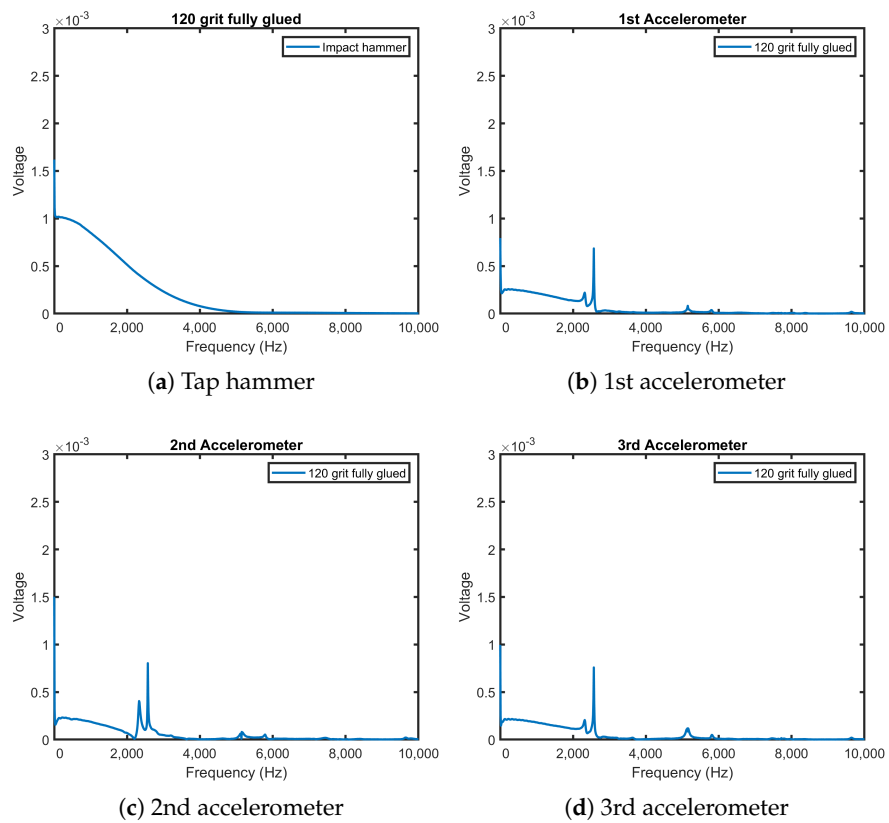 120 grit fully glued
×10⁻³
3
2.5
2
1.5
1
0.5
0
Voltage
Impact hammer
0 2,000 4,000 6,000 8,000 10,000
Frequency (Hz)
(a) Tap hammer
1st Accelerometer
×10⁻³
3
2.5
2
1.5
1
0.5
0
Voltage
120 grit fully glued
0 2,000 4,000 6,000 8,000 10,000
Frequency (Hz)
(b) 1st accelerometer
2nd Accelerometer
×10⁻³
3
2.5
2
1.5
1
0.5
0
Voltage
120 grit fully glued
0 2,000 4,000 6,000 8,000 10,000
Frequency (Hz)
(c) 2nd accelerometer
3rd Accelerometer
×10⁻³
3
2.5
2
1.5
1
0.5
0
Voltage
120 grit fully glued
0 2,000 4,000 6,000 8,000 10,000
Frequency (Hz)
(d) 3rd accelerometer